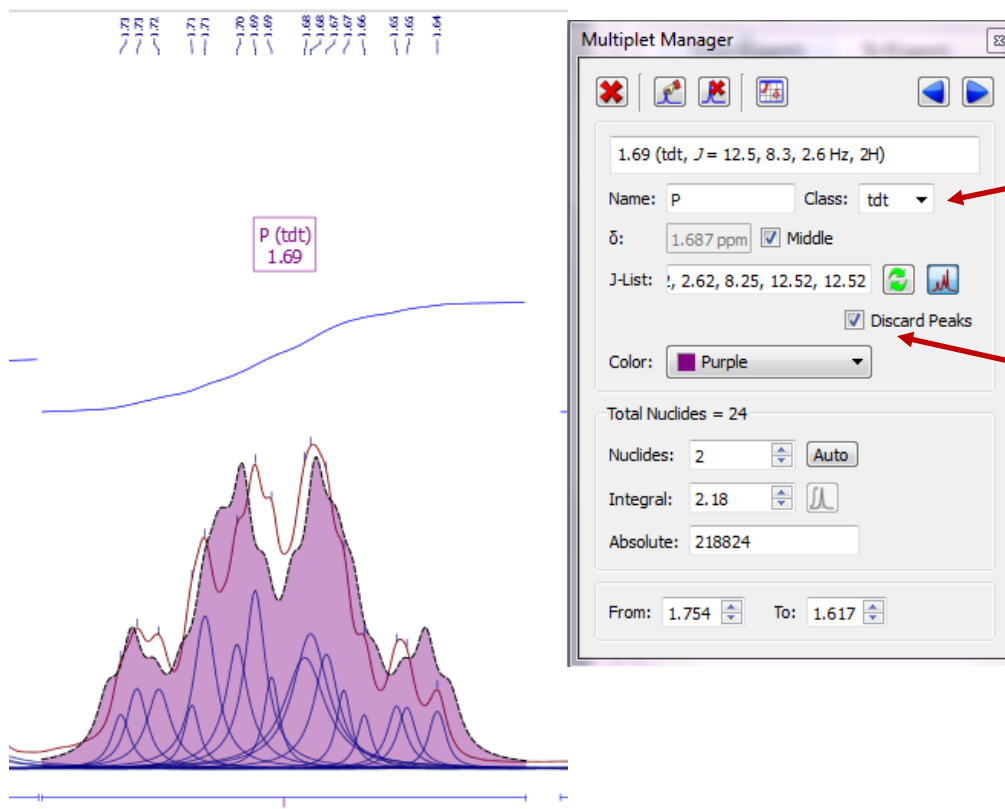 1.73 1.73 1.72 1.71 1.71 1.70 1.69 1.69 1.68 1.68 1.67 1.67 1.66 1.65 1.65 1.64
P (tdt)
1.69
Multiplet Manager
1.69 (tdt, J = 12.5, 8.3, 2.6 Hz, 2H)
Name: P Class: tdt
δ: 1.687 ppm Middle
J-List: , 2.62, 8.25, 12.52, 12.52
Discard Peaks
Color: Purple
Total Nuclides = 24
Nuclides: 2 Auto
Integral: 2.18
Absolute: 218824
From: 1.754 To: 1.617